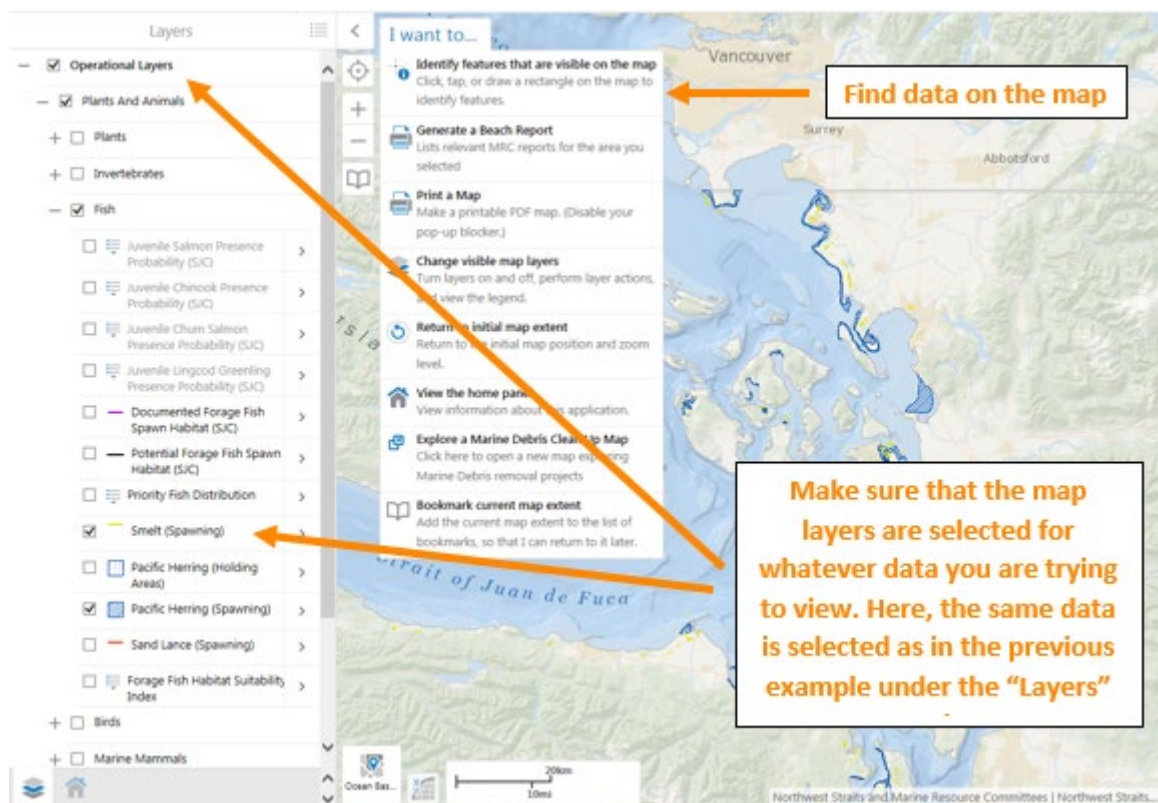 Layers
Operational Layers
Plants And Animals
Plants
Invertebrates
Fish
Juvenile Salmon Presence
Probability (SJC)
Juvenile Chinook Presence
Probability (SJC)
Juvenile Chum Salmon
Presence Probability (SJC)
Juvenile Lingcod Greenling
Presence Probability (SJC)
Documented Forage Fish
Spawn Habitat (SJC)
Potential Forage Fish Spawn
Habitat (SJC)
Priority Fish Distribution
Smelt (Spawning)
Pacific Herring (Holding
Areas)
Pacific Herring (Spawning)
Sand Lance (Spawning)
Forage Fish Habitat Suitability
Index
Birds
Marine Mammals
I want to...
Identify features that are visible on the map
Click, tap, or draw a rectangle on the map to
identify features.
Generate a Beach Report
Lists relevant MRC reports for the area you
selected
Print a Map
Make a printable PDF map. (Disable your
pop-up blocker.)
Change visible map layers
Turn layers on and off, perform layer actions,
and view the legend.
Return to initial map extent
Return to the initial map position and zoom
level.
View the home panel
View information about this application.
Explore a Marine Debris Clean Up Map
Click here to open a new map exploring
Marine Debris removal projects
Bookmark current map extent
Add the current map extent to the list of
bookmarks, so that I can return to it later.
Vancouver
Surrey
Abbotsford
Find data on the map
Make sure that the map
layers are selected for
whatever data you are trying
to view. Here, the same data
is selected as in the previous
example under the “Layers”
Strait of Juan de Fuca
Ocean Bas...
20km
10mi
Northwest Straits and Marine Resource Committees | Northwest Straits...